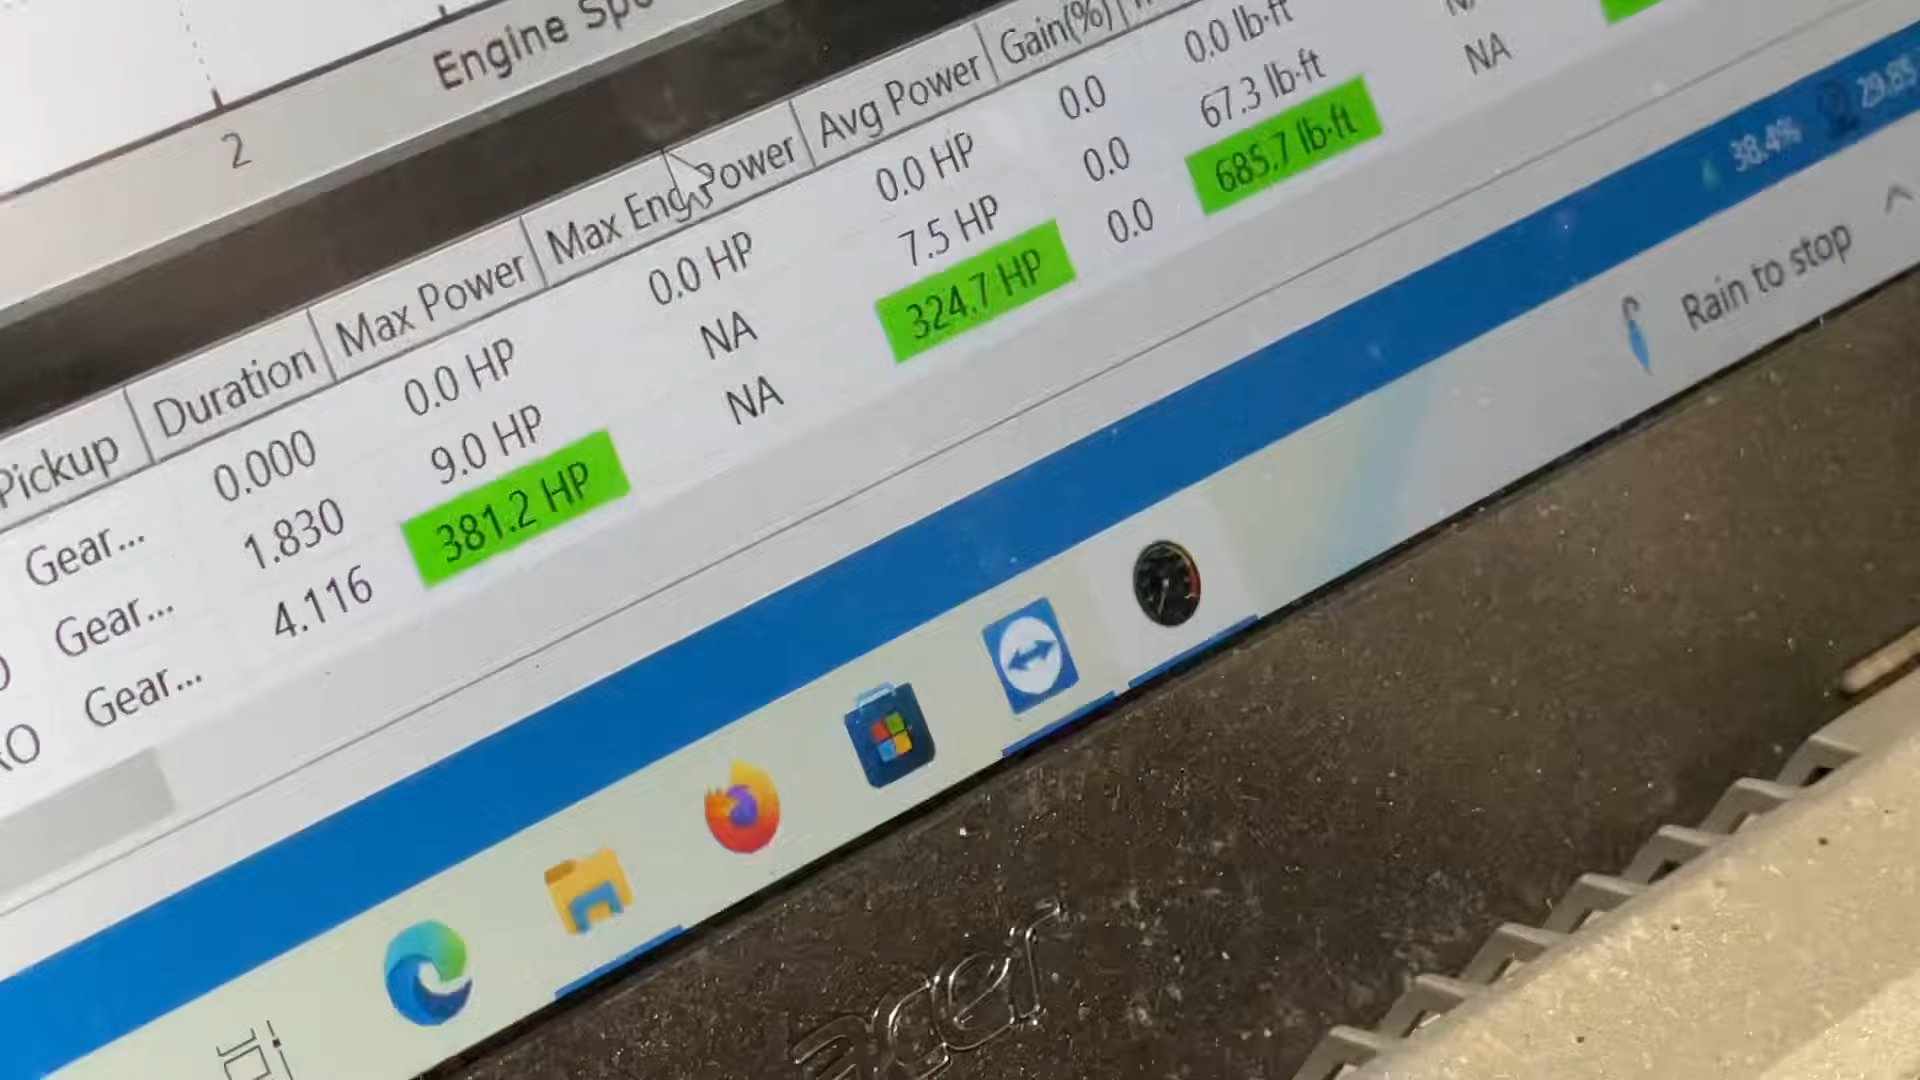 Engine
2
Pickup Duration Max Power Max Eng Power Avg Power Gain(%)
Gear... 0.000 0.0 HP 0.0 HP 0.0 HP 0.0 0.0 lb·ft
Gear... 1.830 9.0 HP NA 7.5 HP 0.0 67.3 lb·ft
Gear... 4.116 381.2 HP NA 324.7 HP 0.0 685.7 lb·ft NA
38.4% 29.85
Rain to stop
acer